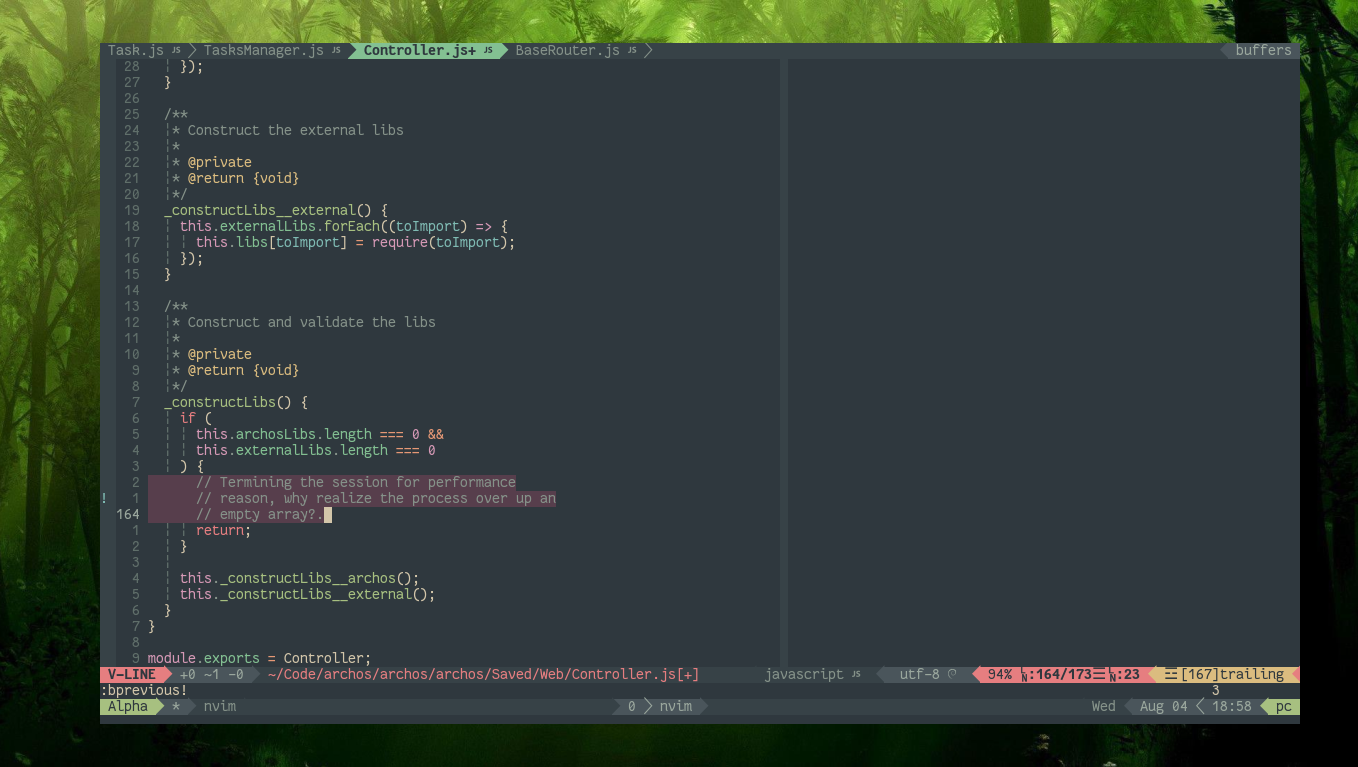 Task.js JS TasksManager.js JS Controller.js+ JS BaseRouter.js JS buffers
28 });
27 }
26
25 /**
24 * Construct the external libs
23 *
22 * @private
21 * @return {void}
20 */
19 _constructLibs__external() {
18 this.externalLibs.forEach((toImport) => {
17 this.libs[toImport] = require(toImport);
16 });
15 }
14
13 /**
12 * Construct and validate the libs
11 *
10 * @private
9 * @return {void}
8 */
7 _constructLibs() {
6 if (
5 this.archosLibs.length === 0 &&
4 this.externalLibs.length === 0
3 ) {
2 // Termining the session for performance
! 1 // reason, why realize the process over up an
164 // empty array?.
1 return;
2 }
3
4 this._constructLibs__archos();
5 this._constructLibs__external();
6 }
7 }
8
9 module.exports = Controller;
V-LINE +0 ~1 -0 ~/Code/archos/archos/archos/Saved/Web/Controller.js[+] javascript JS utf-8 94% :164/173☰ :23 [167]trailing
:bprevious!
3
Alpha * nvim 0 nvim Wed Aug 04 18:58 pc